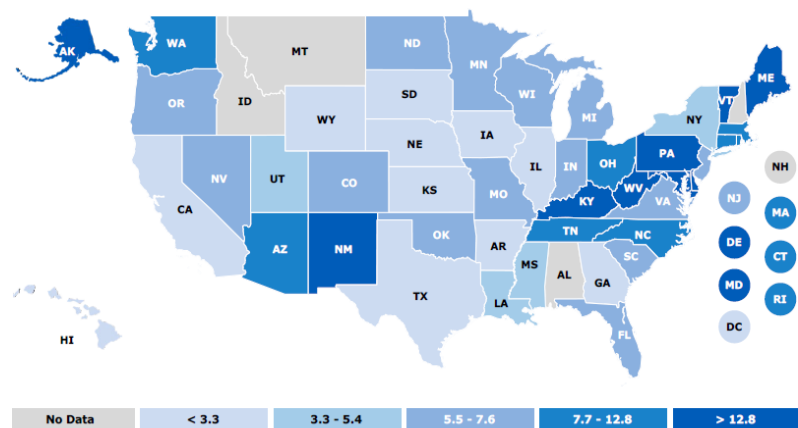 AK
WA
MT
ND
MN
ME
VT
OR
ID
SD
WI
NY
WY
MI
IA
PA
NH
NE
IL
IN
OH
NV
UT
CO
KS
MO
WV
VA
NJ
CA
KY
MA
AZ
NM
OK
TN
NC
DE
AR
SC
CT
MS
AL
GA
MD
TX
LA
RI
HI
FL
DC
No Data
< 3.3
3.3 - 5.4
5.5 - 7.6
7.7 - 12.8
> 12.8